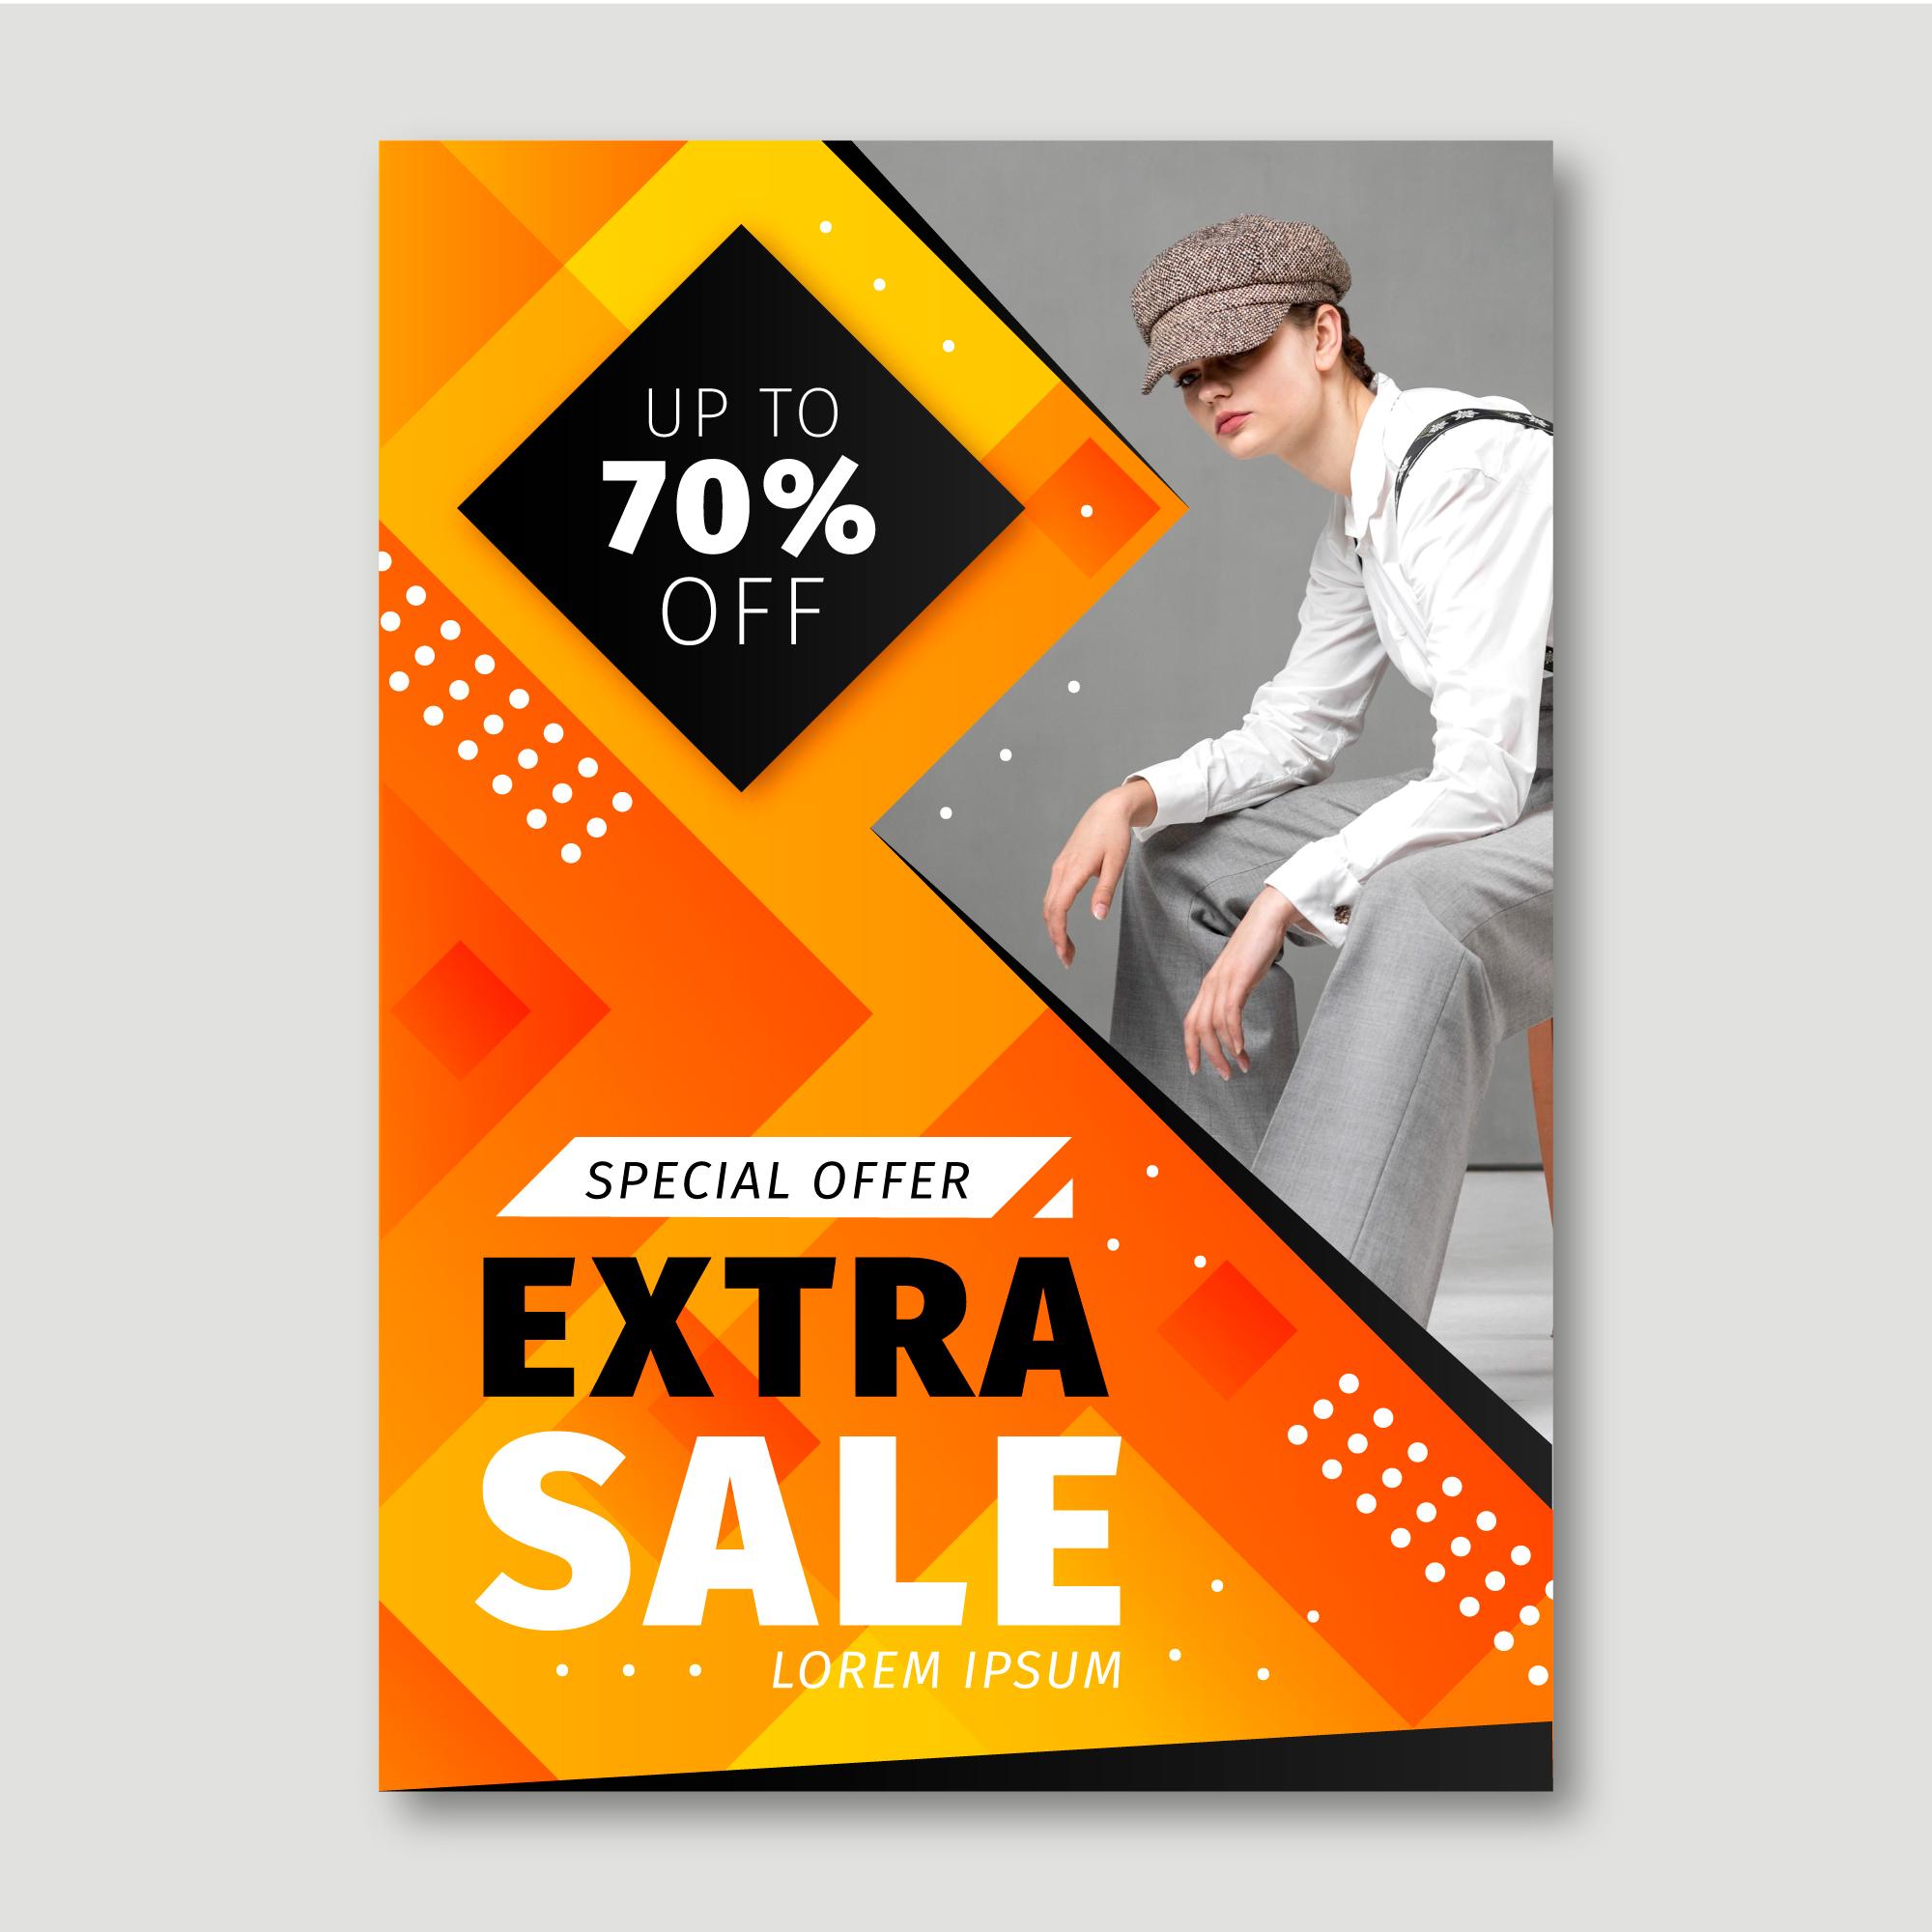 UP TO
70%
OFF
SPECIAL OFFER
EXTRA
SALE
LOREM IPSUM